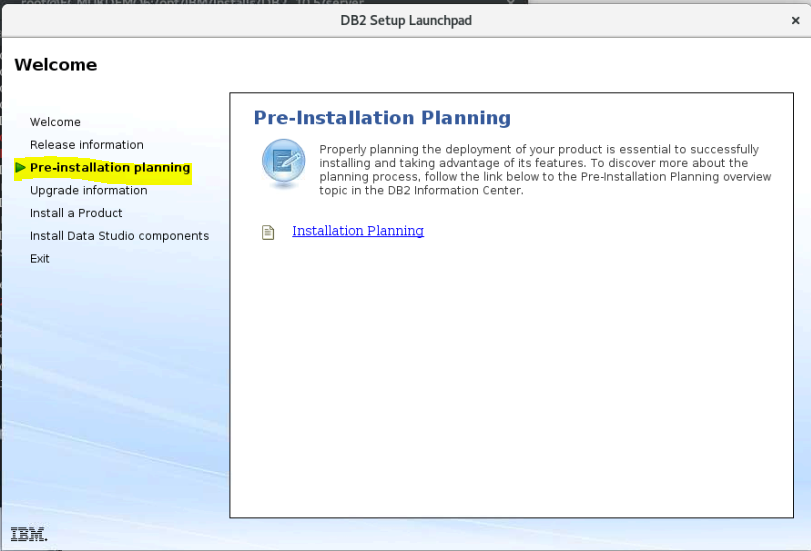 DB2 Setup Launchpad
×
Welcome
Welcome
Release information
Pre-installation planning
Upgrade information
Install a Product
Install Data Studio components
Exit
Pre-Installation Planning
Properly planning the deployment of your product is essential to successfully
installing and taking advantage of its features. To discover more about the
planning process, follow the link below to the Pre-Installation Planning overview
topic in the DB2 Information Center.
Installation Planning
IBM.